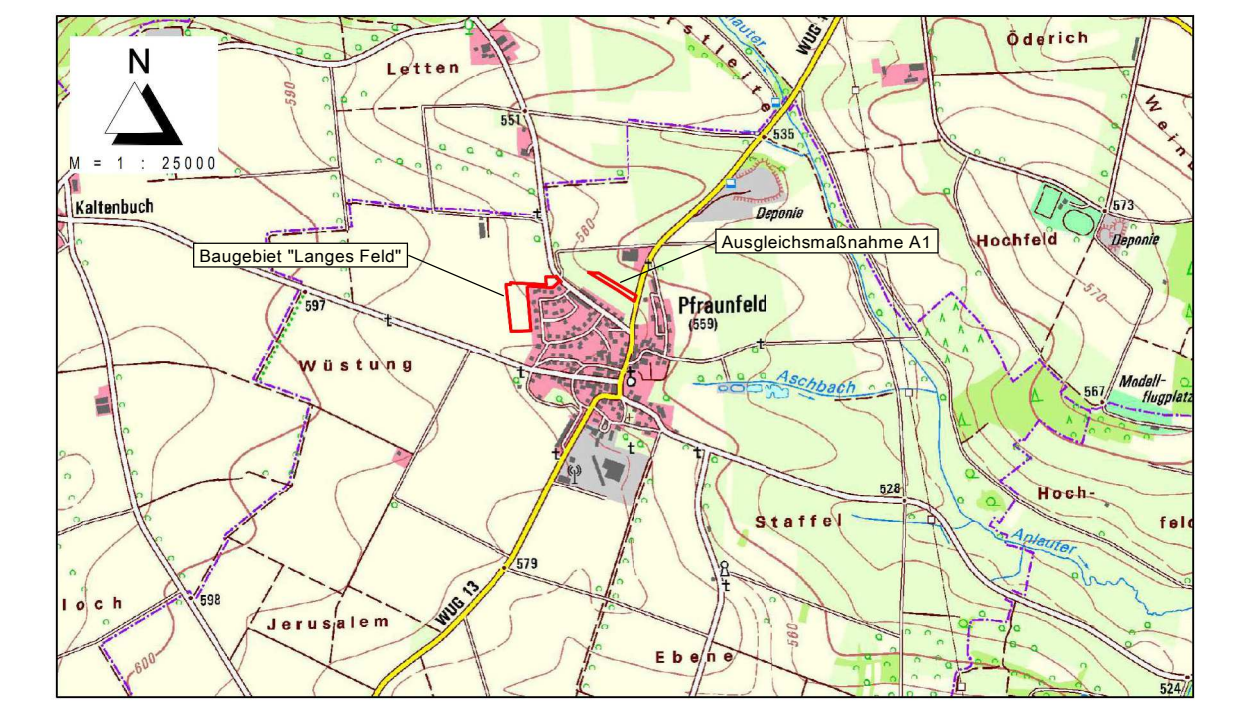 N
M = 1 : 25000
Letten
590
551
WUG
Öderich
535
Deponie
560
Kaltenbuch
Baugebiet "Langes Feld"
Ausgleichsmaßnahme A1
573
Deponie
Hochfeld
570
Pfraunfeld
(559)
597
Wüstung
Aschbach
567
Modell-
flugplatz
528
Hoch-
Staffel
Anlauter
579
WUG 13
598
Jerusalem
600
560
Ebene
524